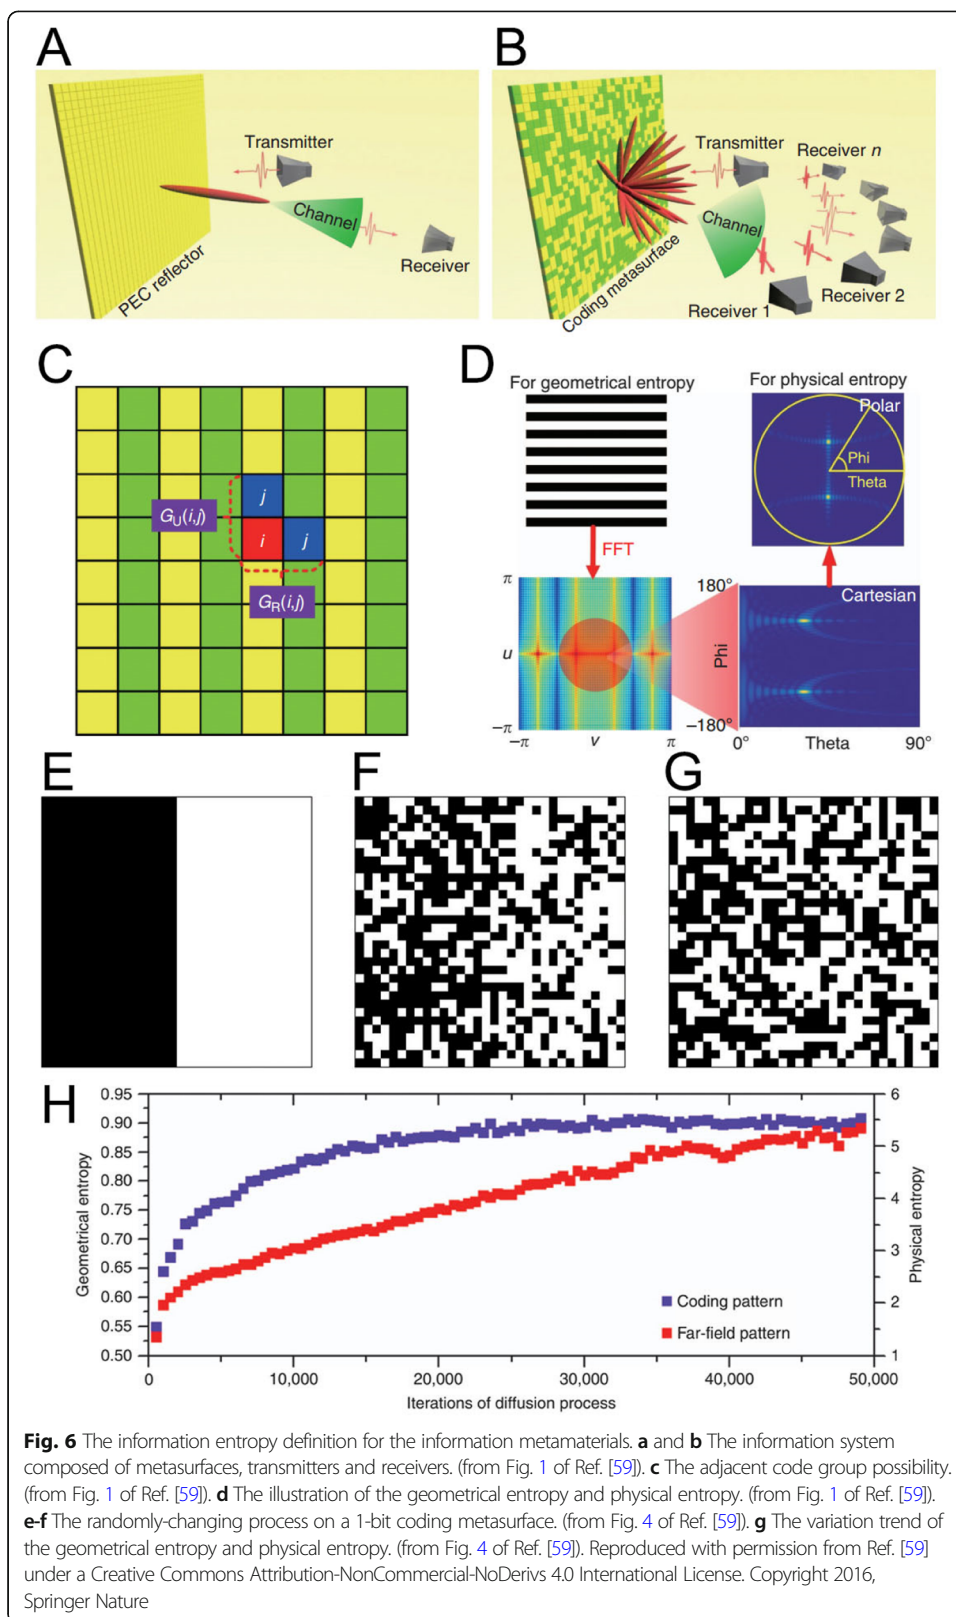 A
B
Transmitter
Channel
Receiver
PEC reflector
Transmitter
Receiver n
Channel
Coding metasurface
Receiver 1
Receiver 2
C
j
i
j
GU(i,j)
GR(i,j)
D
For geometrical entropy
For physical entropy
Polar
Phi
Theta
FFT
π
u
−π
−π
v
π
180°
Cartesian
Phi
−180°
0°
Theta
90°
E
F
G
H
0.95
0.90
0.85
0.80
0.75
0.70
0.65
0.60
0.55
0.50
Geometrical entropy
6
5
4
3
2
1
Physical entropy
Coding pattern
Far-field pattern
0
10,000
20,000
30,000
40,000
50,000
Iterations of diffusion process
Fig. 6 The information entropy definition for the information metamaterials. a and b The information system
composed of metasurfaces, transmitters and receivers. (from Fig. 1 of Ref. [59]). c The adjacent code group possibility.
(from Fig. 1 of Ref. [59]). d The illustration of the geometrical entropy and physical entropy. (from Fig. 1 of Ref. [59]).
e-f The randomly-changing process on a 1-bit coding metasurface. (from Fig. 4 of Ref. [59]). g The variation trend of
the geometrical entropy and physical entropy. (from Fig. 4 of Ref. [59]). Reproduced with permission from Ref. [59]
under a Creative Commons Attribution-NonCommercial-NoDerivs 4.0 International License. Copyright 2016,
Springer Nature